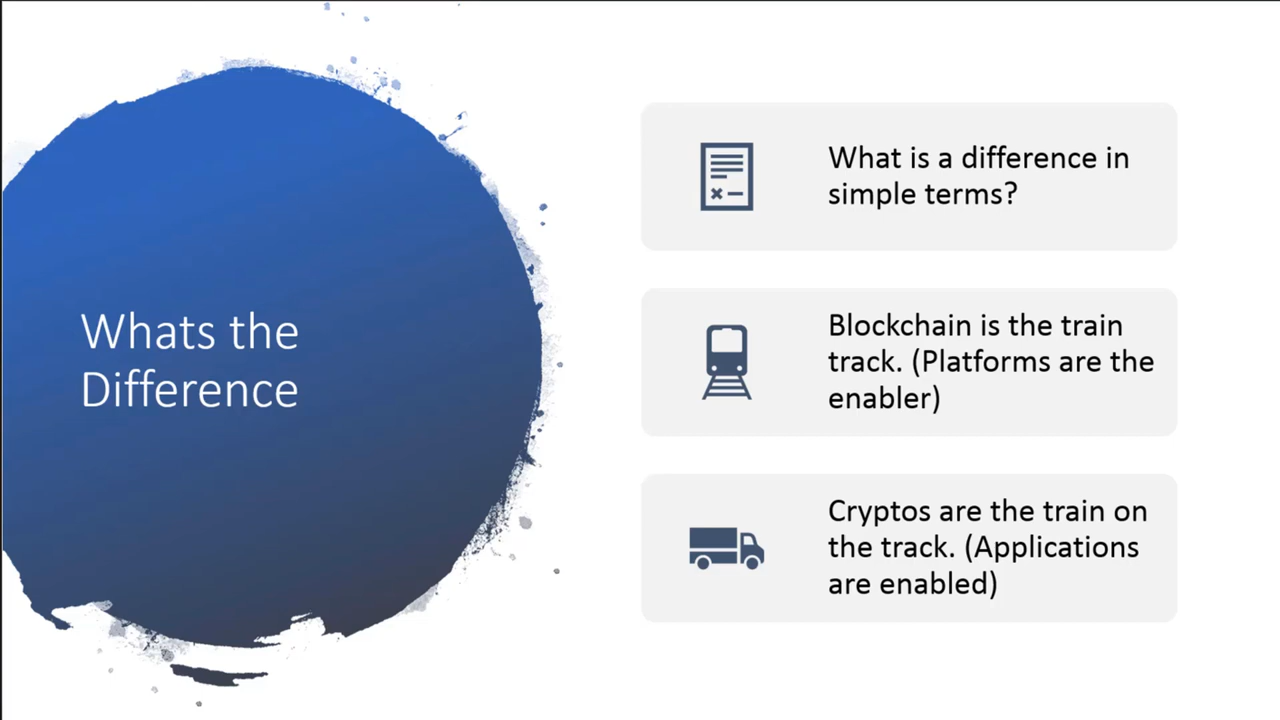 Whats the
Difference
What is a difference in
simple terms?
Blockchain is the train
track. (Platforms are the
enabler)
Cryptos are the train on
the track. (Applications
are enabled)